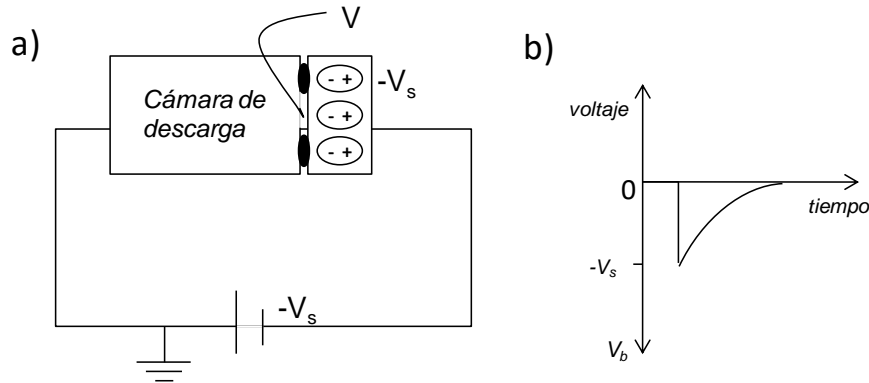 a)
V
Cámara de
descarga
- +
- +
- +
-Vs
-Vs
b)
voltaje
0
tiempo
-Vs
Vb